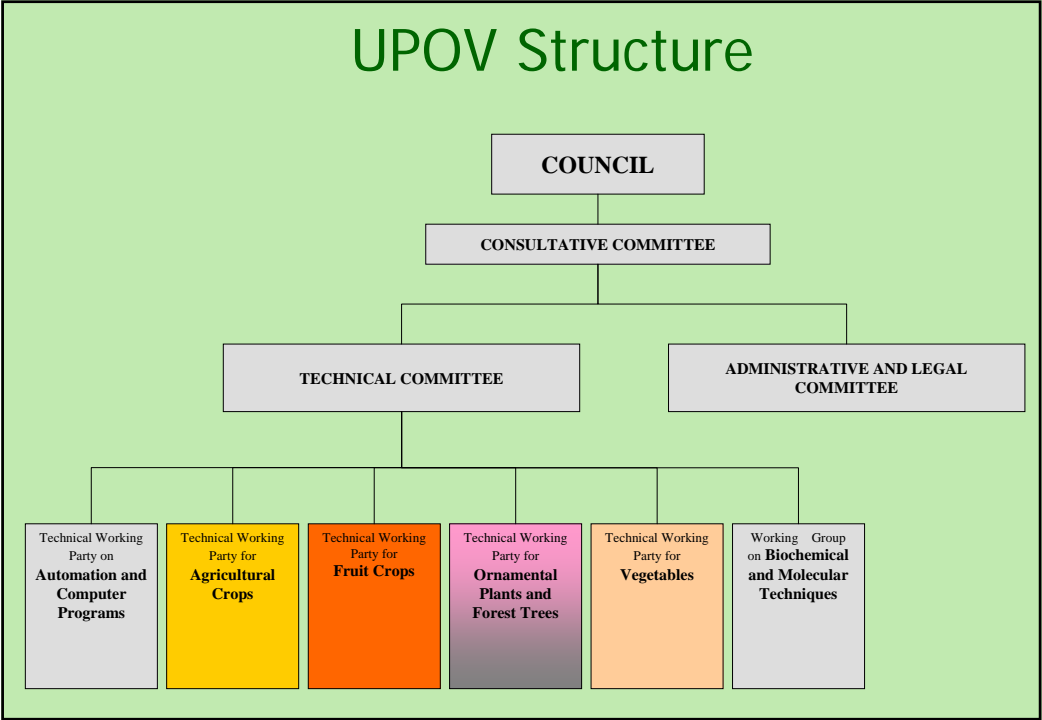 UPOV Structure
COUNCIL
CONSULTATIVE COMMITTEE
TECHNICAL COMMITTEE
ADMINISTRATIVE AND LEGAL
COMMITTEE
Technical Working
Party on
Automation and
Computer
Programs
Technical Working
Party for
Agricultural
Crops
Technical Working
Party for
Fruit Crops
Technical Working
Party for
Ornamental
Plants and
Forest Trees
Technical Working
Party for
Vegetables
Working Group
on Biochemical
and Molecular
Techniques